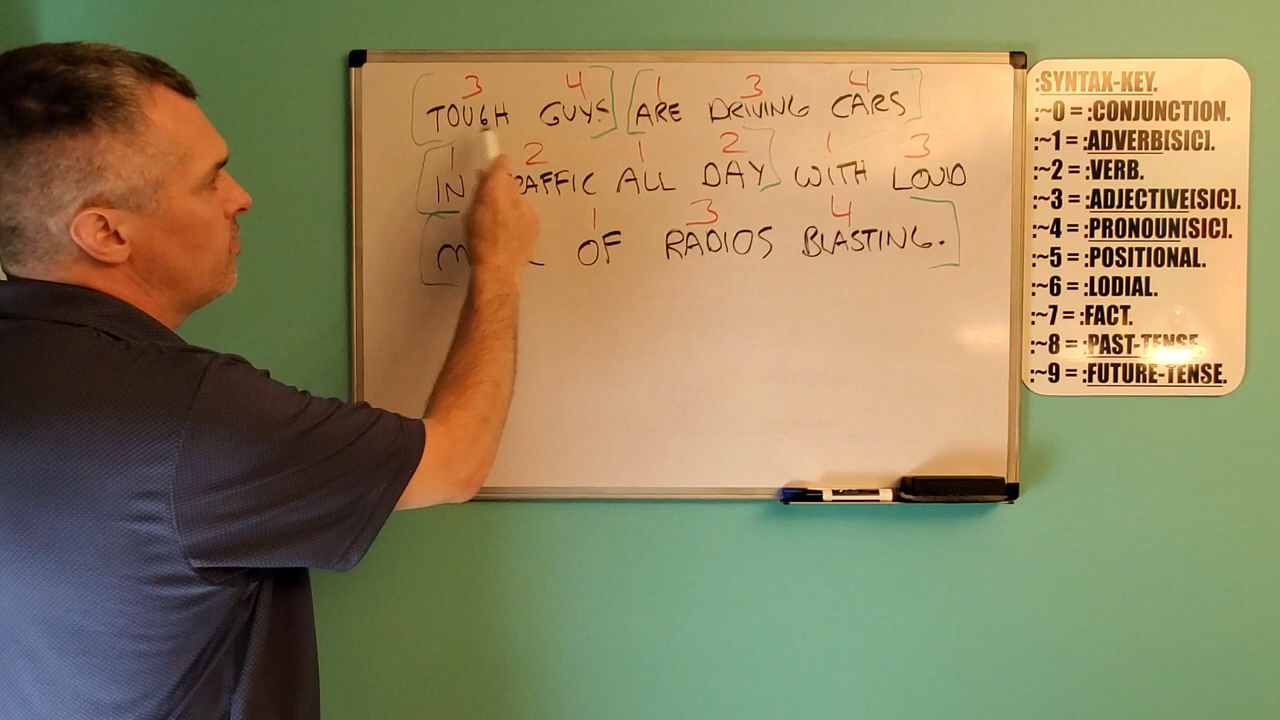 3 4 1 3 4
TOUGH GUYS ARE DRIVING CARS
1 2 1 2 1 3
IN TRAFFIC ALL DAY WITH LOUD
1 3 4
OF RADIOS BLASTING.
:SYNTAX-KEY.
:~0 = :CONJUNCTION.
:~1 = :ADVERB[SIC].
:~2 = :VERB.
:~3 = :ADJECTIVE[SIC].
:~4 = :PRONOUN[SIC].
:~5 = :POSITIONAL.
:~6 = :LODIAL.
:~7 = :FACT.
:~8 = :PAST-TENSE.
:~9 = :FUTURE-TENSE.